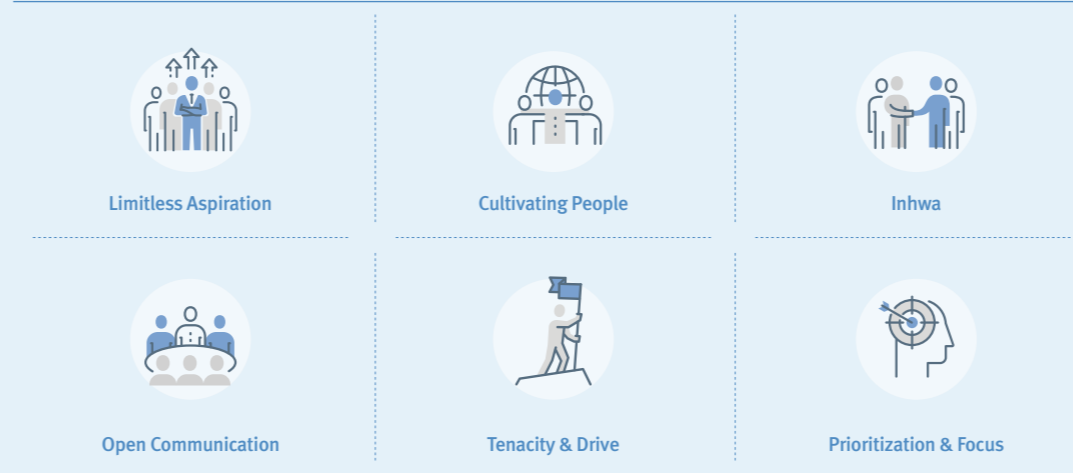 Limitless Aspiration
Cultivating People
Inhwa
Open Communication
Tenacity & Drive
Prioritization & Focus